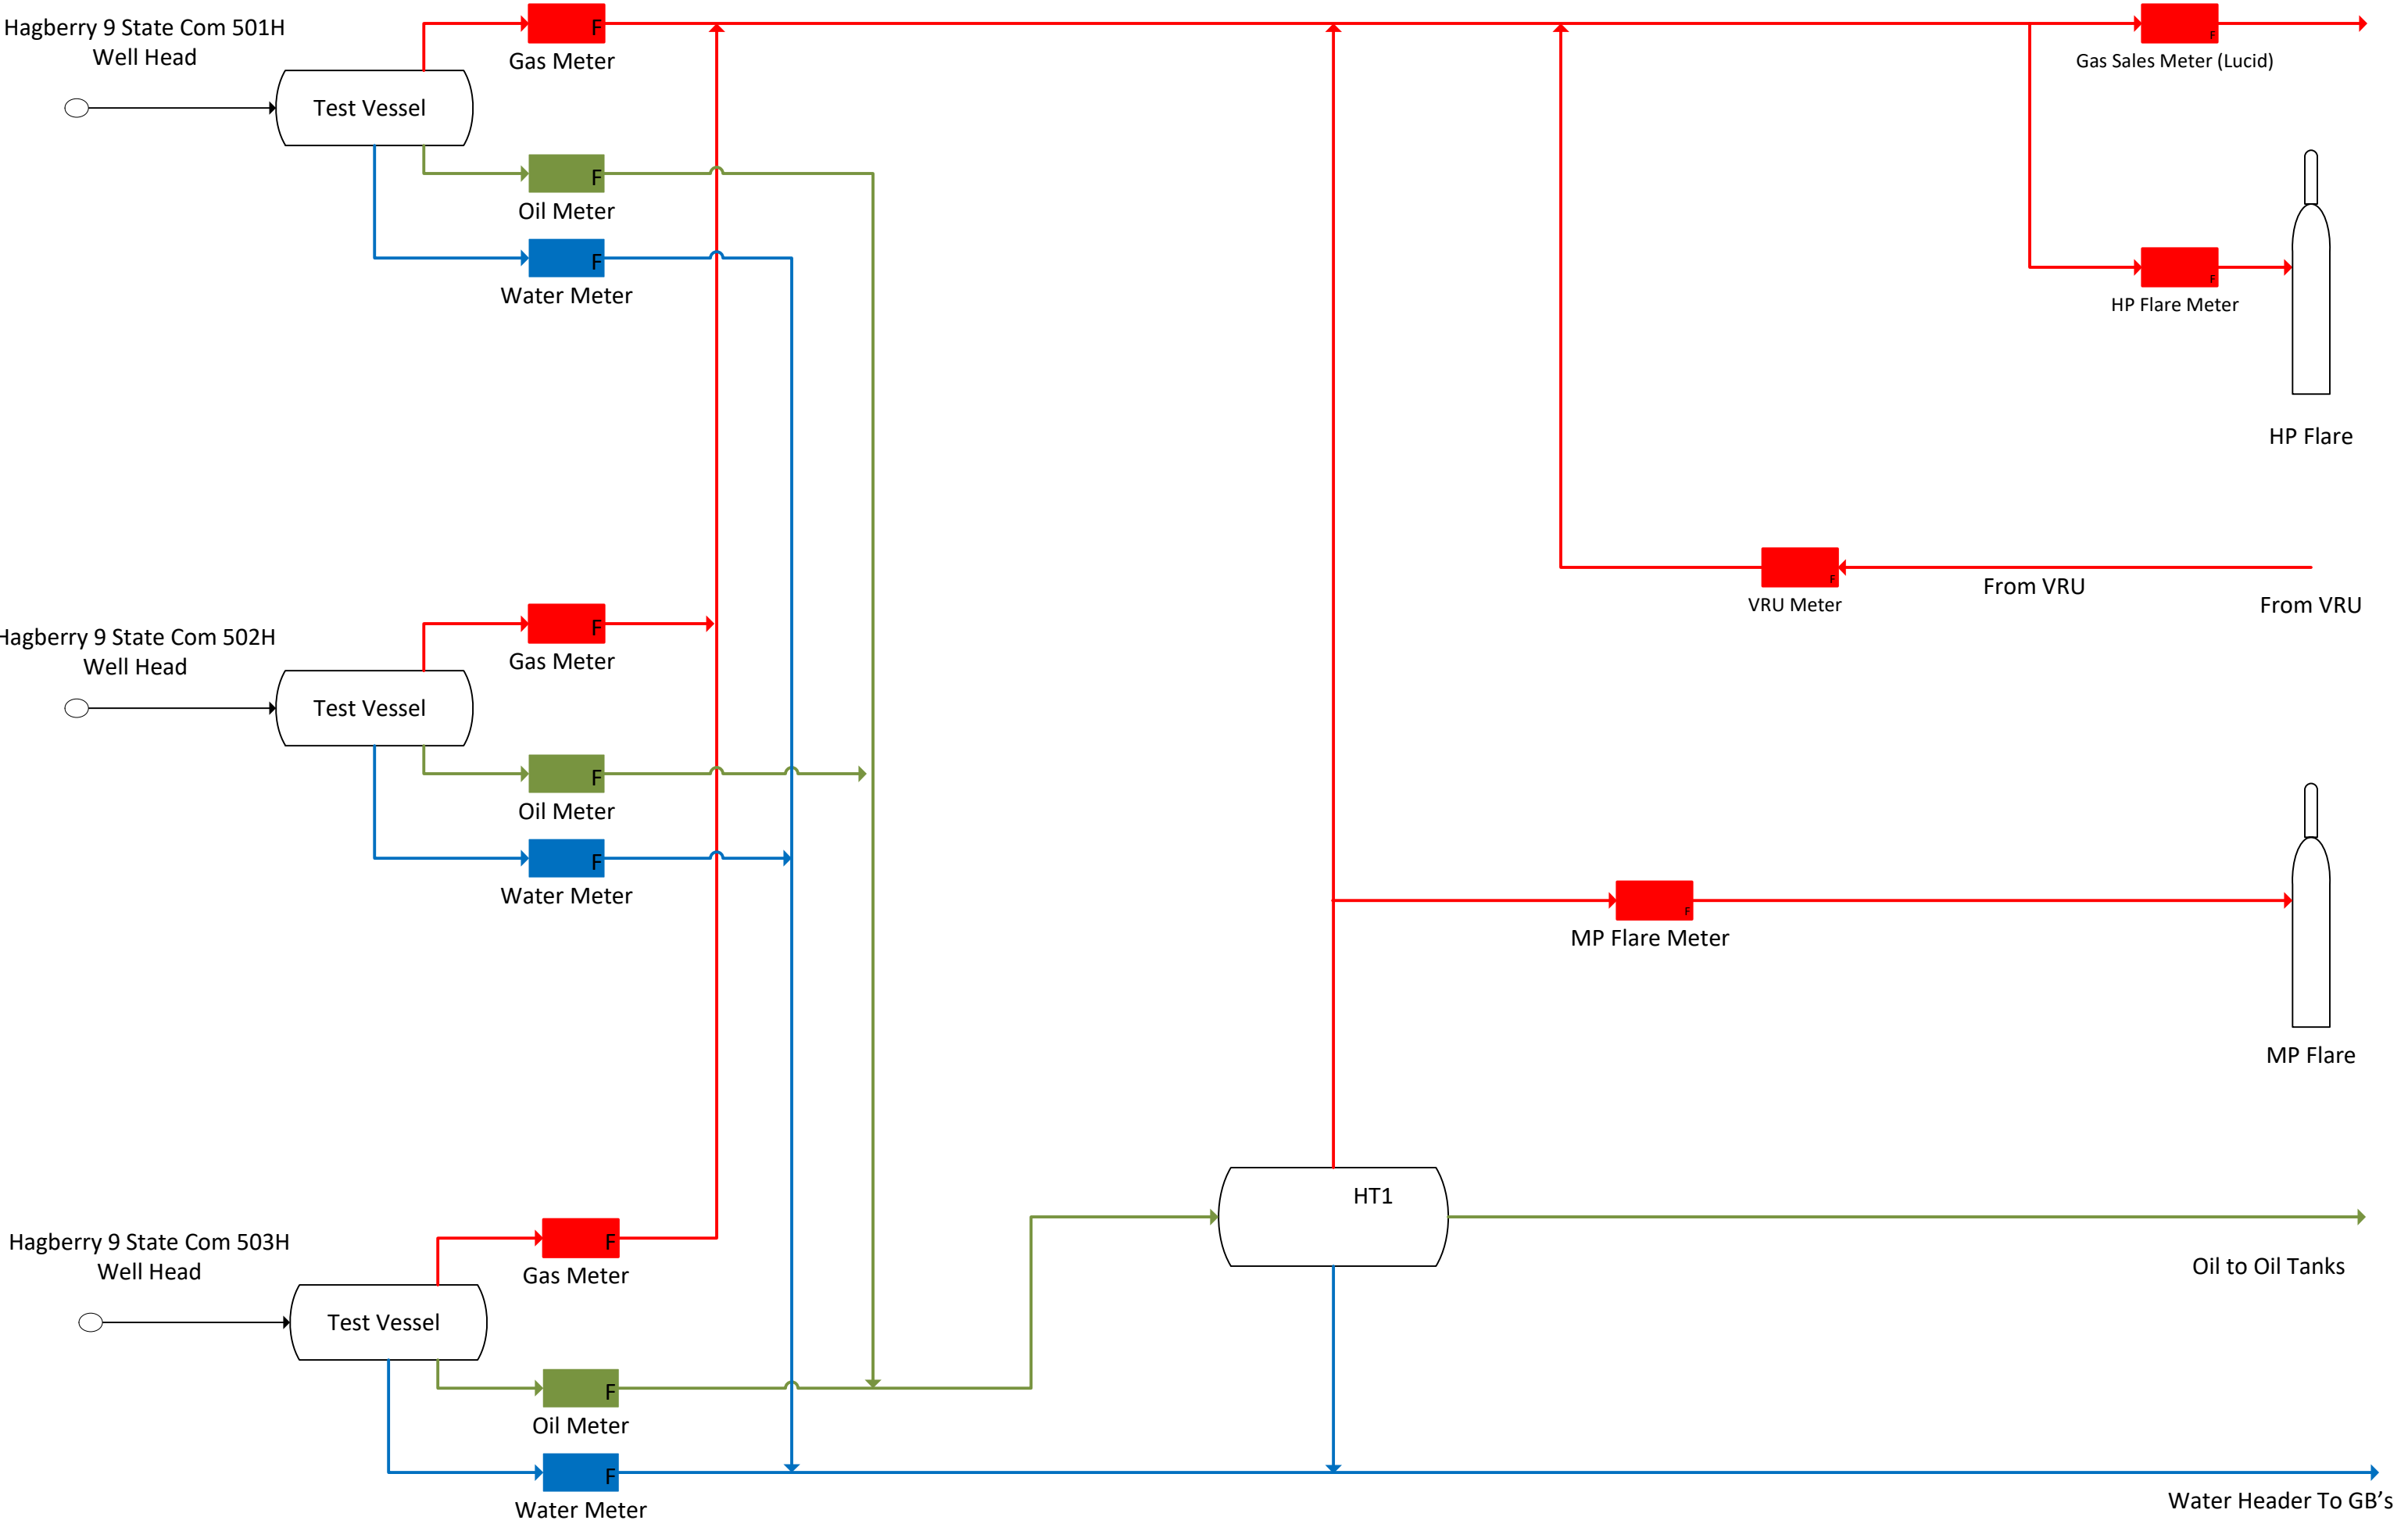 Hagberry 9 State Com 501H
Well Head
Test Vessel
F
Gas Meter
F
Oil Meter
F
Water Meter
F
Gas Sales Meter (Lucid)
F
HP Flare Meter
HP Flare
F
VRU Meter
From VRU
From VRU
Hagberry 9 State Com 502H
Well Head
Test Vessel
F
Gas Meter
F
Oil Meter
F
Water Meter
F
MP Flare Meter
MP Flare
Hagberry 9 State Com 503H
Well Head
Test Vessel
F
Gas Meter
F
Oil Meter
F
Water Meter
HT1
Oil to Oil Tanks
Water Header To GB's